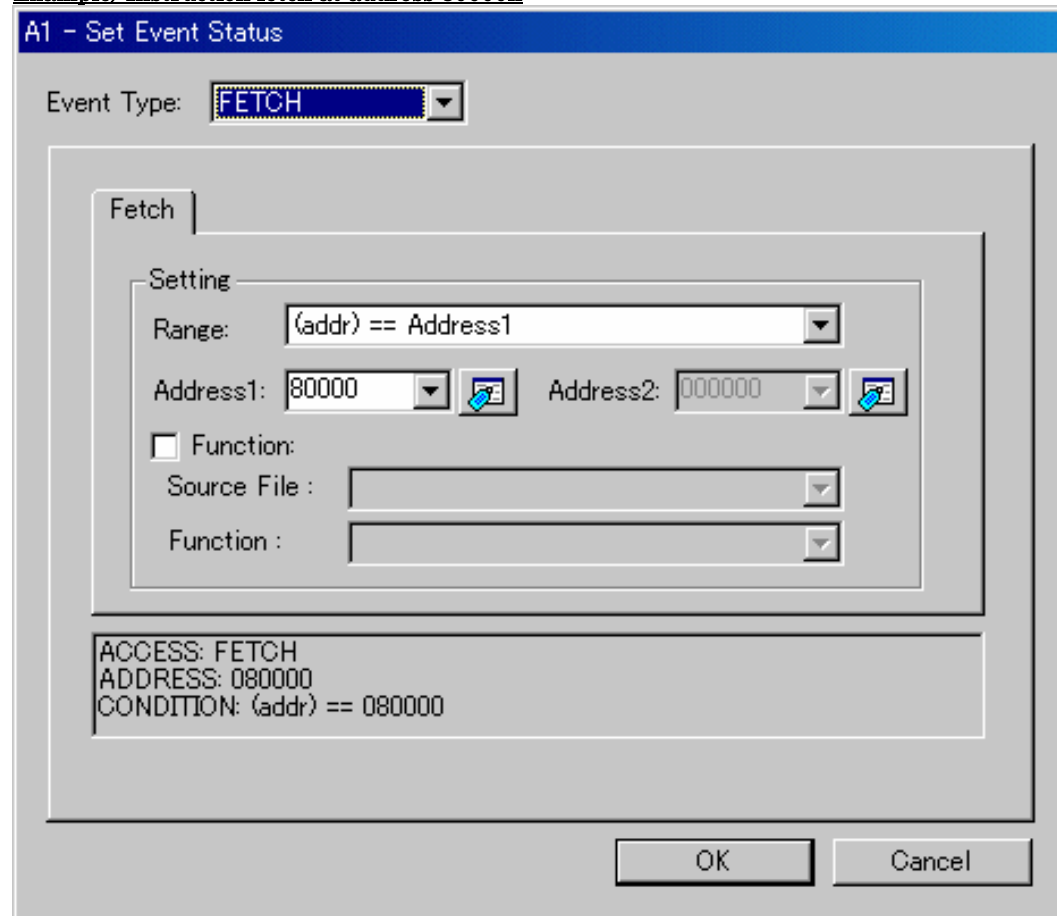 A1 - Set Event Status
Event Type: FETCH
Fetch
Setting
Range: (addr) == Address1
Address1: 80000 Address2: 000000
Function:
Source File :
Function :
ACCESS: FETCH
ADDRESS: 080000
CONDITION: (addr) == 080000
OK Cancel